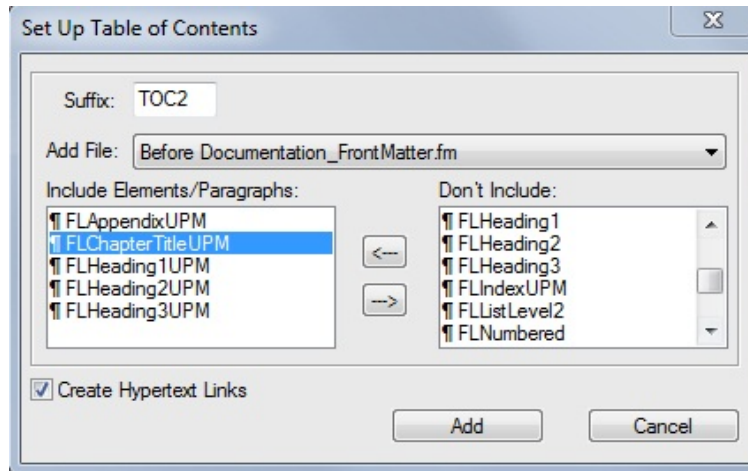 Set Up Table of Contents
Suffix: TOC2
Add File: Before Documentation_FrontMatter.fm
Include Elements/Paragraphs:
¶ FLAppendixUPM
¶ FLChapterTitleUPM
¶ FLHeading1UPM
¶ FLHeading2UPM
¶ FLHeading3UPM
<---
--->
Don't Include:
¶ FLHeading1
¶ FLHeading2
¶ FLHeading3
¶ FLIndexUPM
¶ FLListLevel2
¶ FLNumbered
Create Hypertext Links
Add Cancel